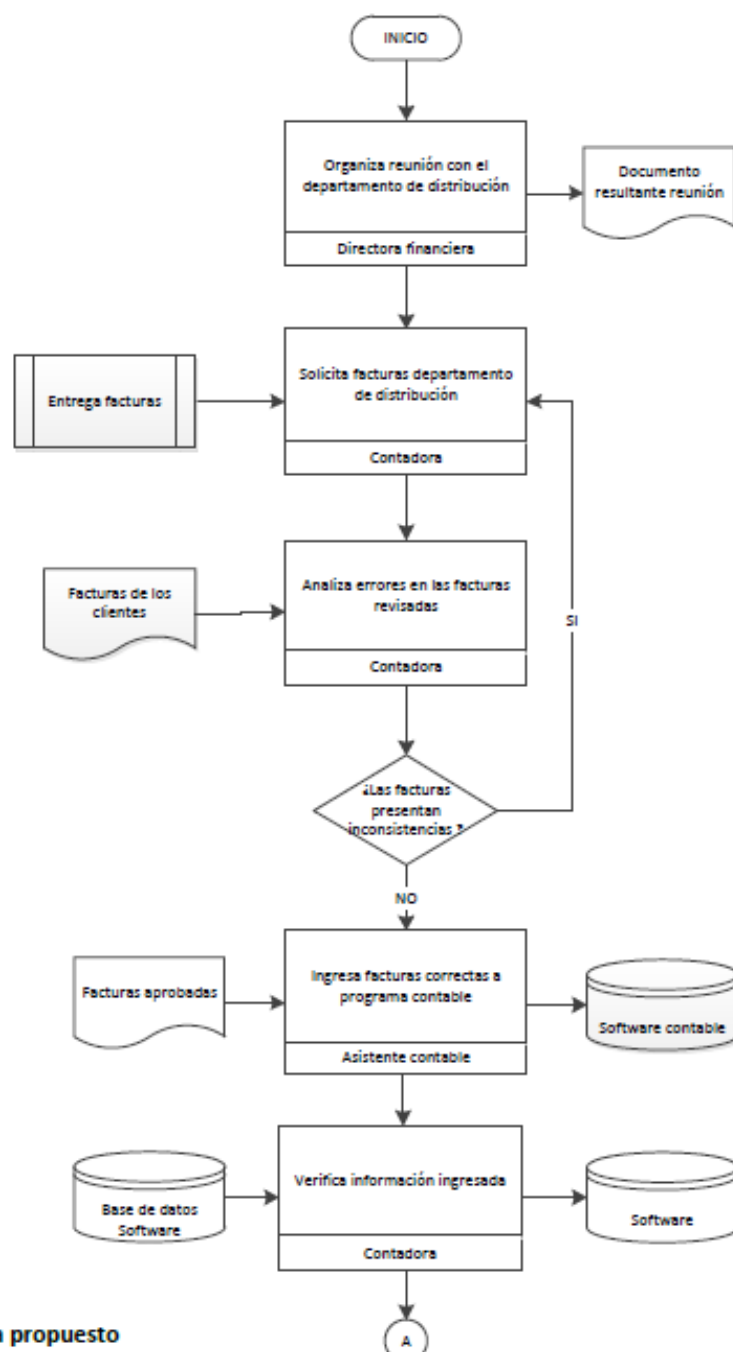 INICIO
Organiza reunión con el
departamento de distribución
Directora financiera
Documento
resultante reunión
Entrega facturas
Solicita facturas departamento
de distribución
Contadora
Facturas de los
clientes
Analiza errores en las facturas
revisadas
Contadora
SI
¿Las facturas
presentan
inconsistencias ?
NO
Facturas aprobadas
Ingresa facturas correctas a
programa contable
Asistente contable
Software contable
Base de datos
Software
Verifica información ingresada
Contadora
Software
propuesto
A